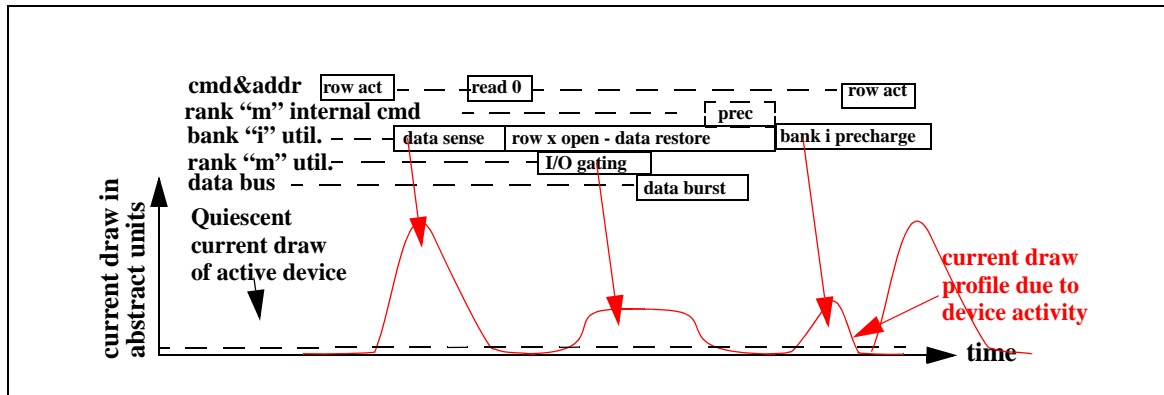 cmd&addr row act read 0 row act
rank “m” internal cmd prec
bank “i” util. data sense row x open - data restore bank i precharge
rank “m” util. I/O gating
data bus data burst
current draw in
abstract units
Quiescent
current draw
of active device
current draw
profile due to
device activity
time